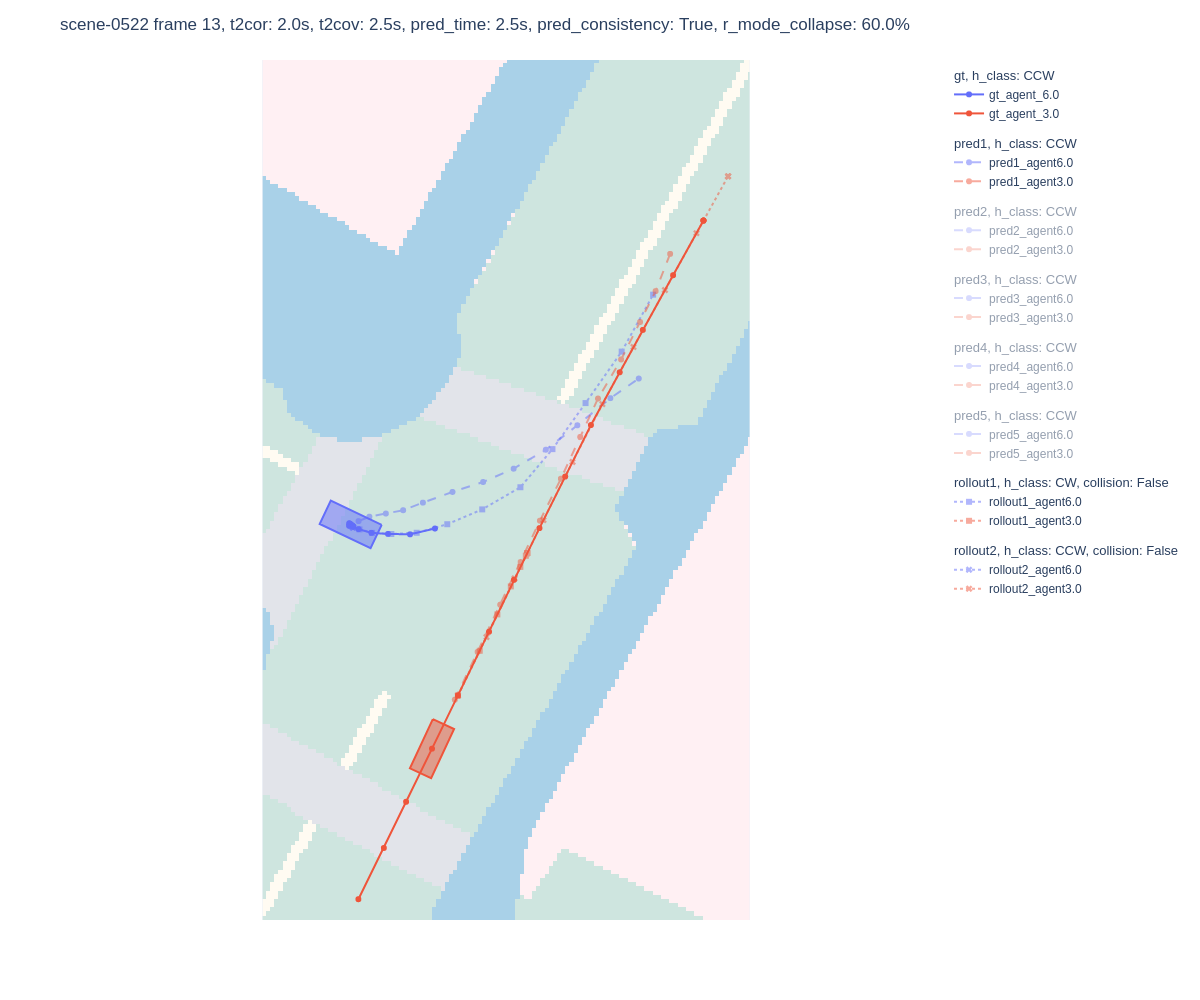 scene-0522 frame 13, t2cor: 2.0s, t2cov: 2.5s, pred_time: 2.5s, pred_consistency: True, r_mode_collapse: 60.0%
gt, h_class: CCW
gt_agent_6.0
gt_agent_3.0
pred1, h_class: CCW
pred1_agent6.0
pred1_agent3.0
pred2, h_class: CCW
pred2_agent6.0
pred2_agent3.0
pred3, h_class: CCW
pred3_agent6.0
pred3_agent3.0
pred4, h_class: CCW
pred4_agent6.0
pred4_agent3.0
pred5, h_class: CCW
pred5_agent6.0
pred5_agent3.0
rollout1, h_class: CW, collision: False
rollout1_agent6.0
rollout1_agent3.0
rollout2, h_class: CCW, collision: False
rollout2_agent6.0
rollout2_agent3.0